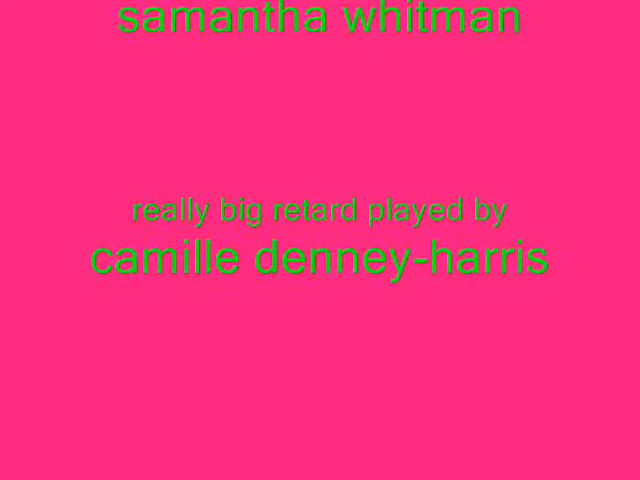 samantha whitman
really big retard played by
camille denney-harris